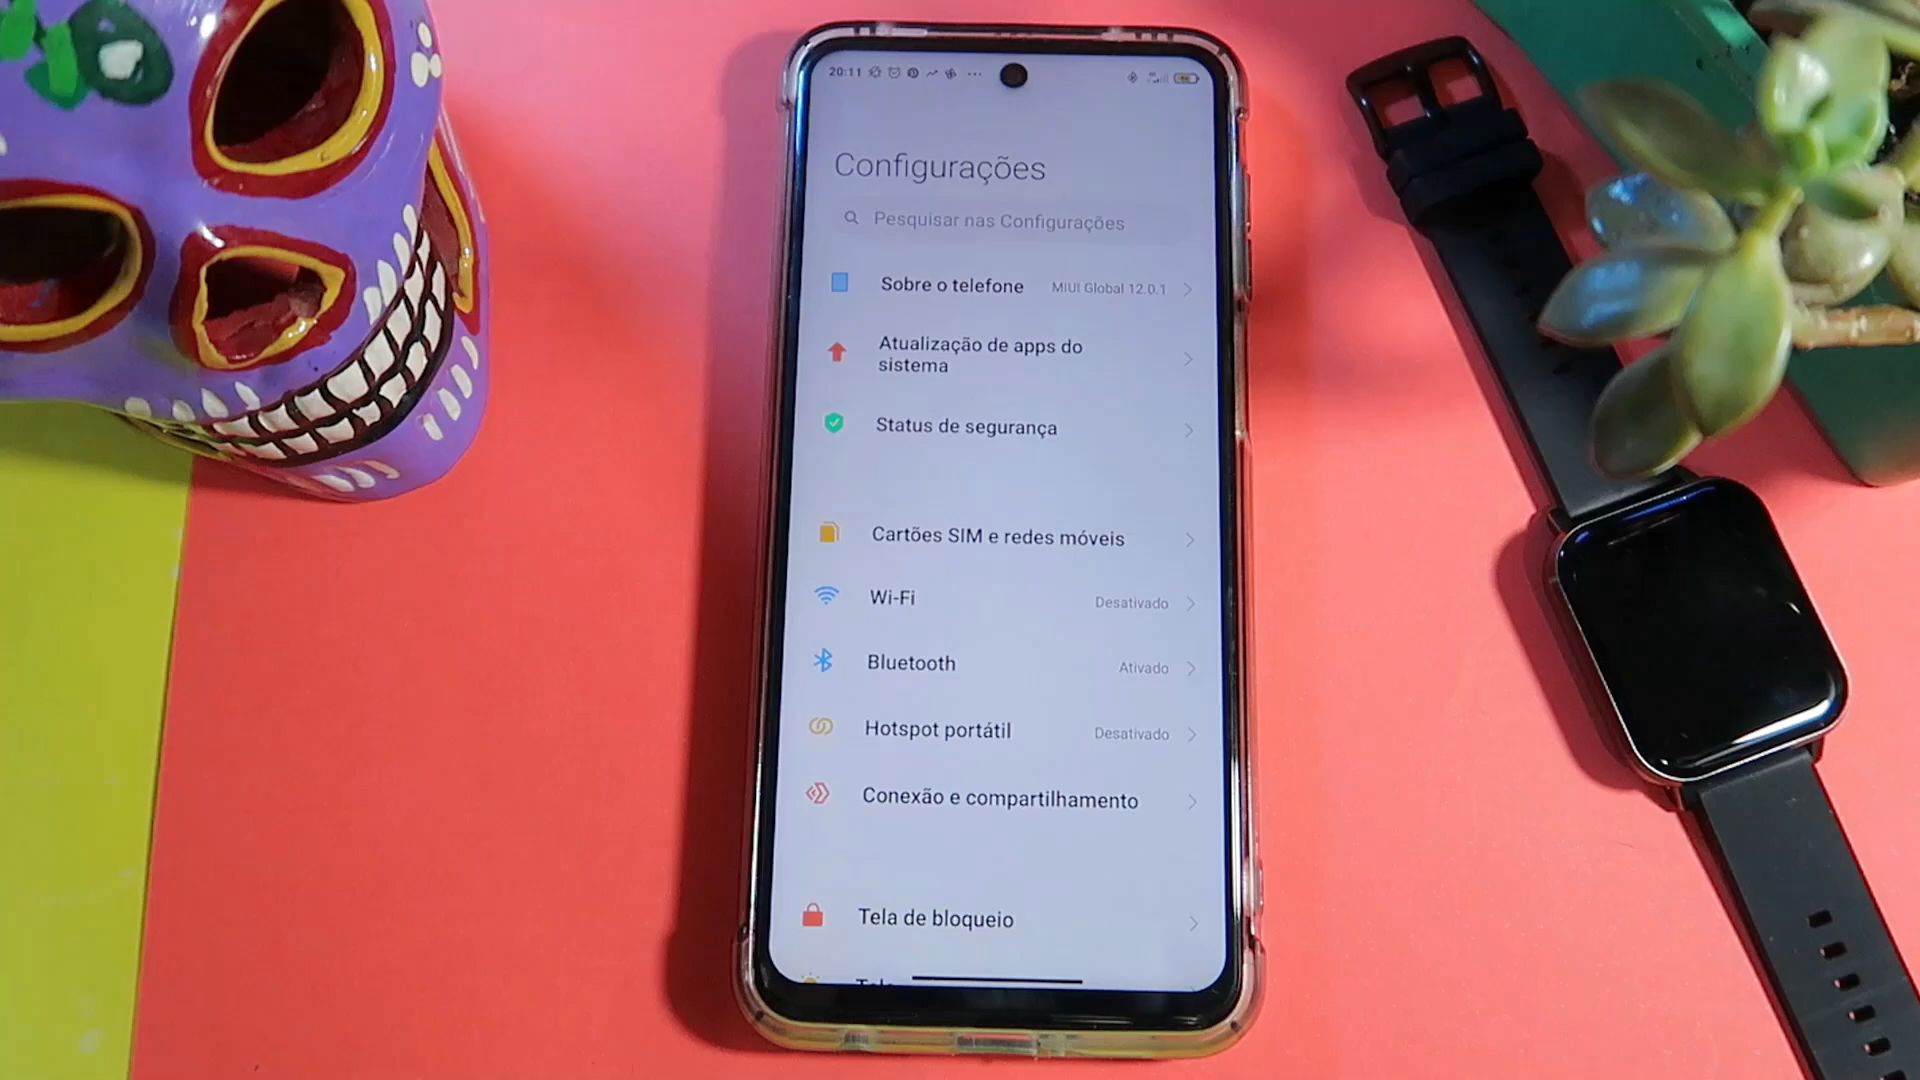 20:11
Configurações
Pesquisar nas Configurações
Sobre o telefone MIUI Global 12.0.1
Atualização de apps do
sistema
Status de segurança
Cartões SIM e redes móveis
Wi-Fi Desativado
Bluetooth Ativado
Hotspot portátil Desativado
Conexão e compartilhamento
Tela de bloqueio